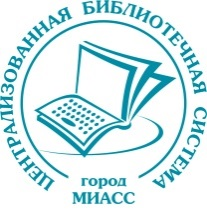 ЦЕНТРАЛИЗОВАННАЯ БИБЛИОТЕЧНАЯ СИСТЕМА
город
МИАСС